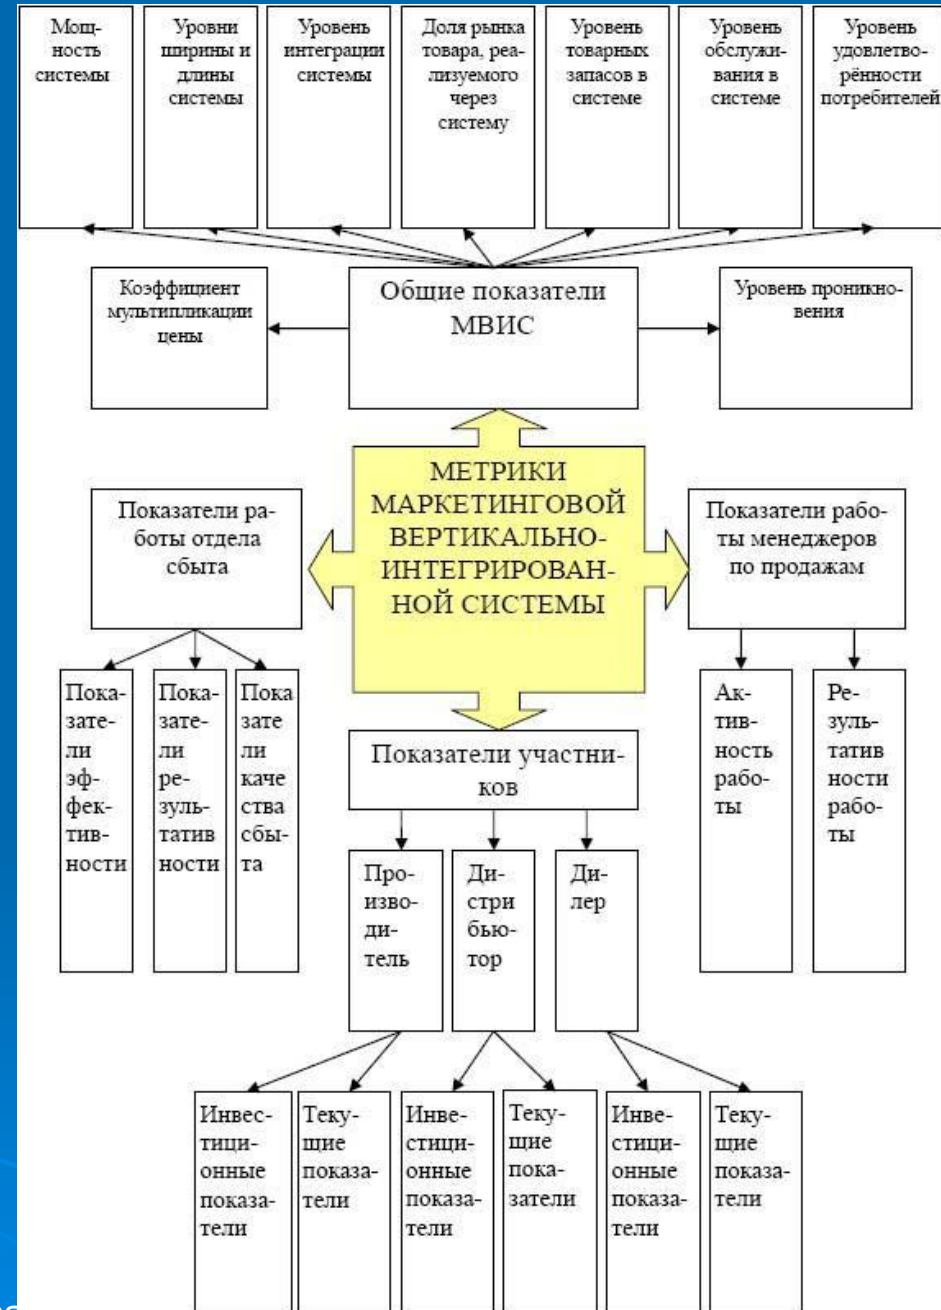 Мощ-
ность
системы
Уровни
ширины и
длины
системы
Уровень
интеграции
системы
Доля рынка
товара, реа-
лизуемого
через
систему
Уровень
товарных
запасов в
системе
Уровень
обслужи-
вания в
системе
Уровень
удовлетво-
рённости
потребителей
Коэффициент
мультипликации
цены
Общие показатели
МВИС
Уровень проникно-
вения
МЕТРИКИ
МАРКЕТИНГОВОЙ
ВЕРТИКАЛЬНО-
ИНТЕГРИРОВАН-
НОЙ СИСТЕМЫ
Показатели ра-
боты отдела
сбыта
Показатели рабо-
ты менеджеров
по продажам
Пока-
зате-
ли
эф-
фек-
тив-
ности
Пока-
зате-
ли
ре-
зуль-
татив
ности
Пока
зате
ли
каче
ства
сбы-
та
Ак-
тив-
ность
рабо-
ты
Ре-
зуль-
татив
ности
рабо-
ты
Показатели участни-
ков
Про-
изво-
ди-
тель
Ди-
стри
бью-
тор
Ди-
лер
Инвес-
тици-
онные
показа-
тели
Теку-
щие
показа-
тели
Инве-
стици-
онные
показа-
тели
Теку-
щие
пока-
затели
Инве-
стици-
онные
показа-
тели
Теку-
щие
показа-
тели